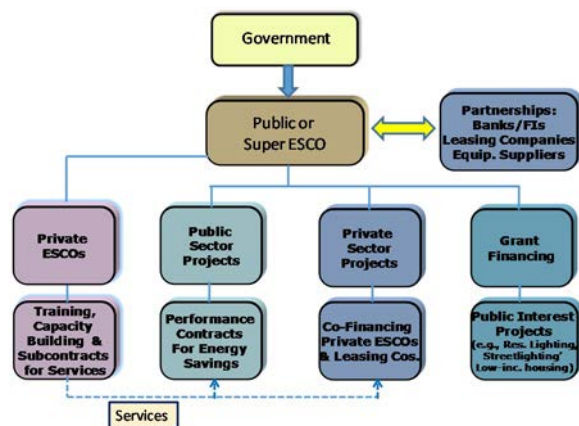 Government
Public or
Super ESCO
Partnerships:
Banks/FIs
Leasing Companies
Equip. Suppliers
Private
ESCOs
Public
Sector
Projects
Private
Sector
Projects
Grant
Financing
Training,
Capacity
Building &
Subcontracts
for Services
Performance
Contracts
For Energy
Savings
Co-Financing
Private ESCOs
& Leasing Cos.
Public Interest
Projects
(e.g., Res. Lighting,
Streetlighting'
Low-inc. housing)
Services